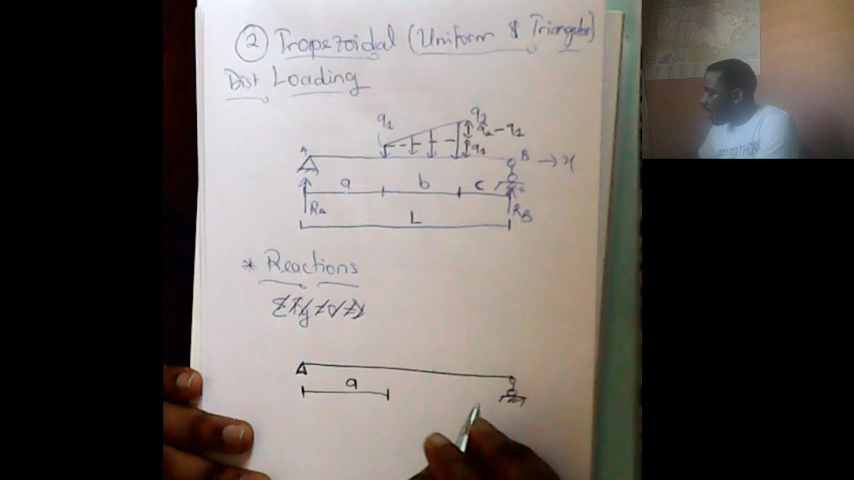 ② Trapezoidal (Uniform & Triangular)
Dist Loading
q1 q2
q2-q1
q1
A B → x
a b c
RA L RB
* Reactions
a